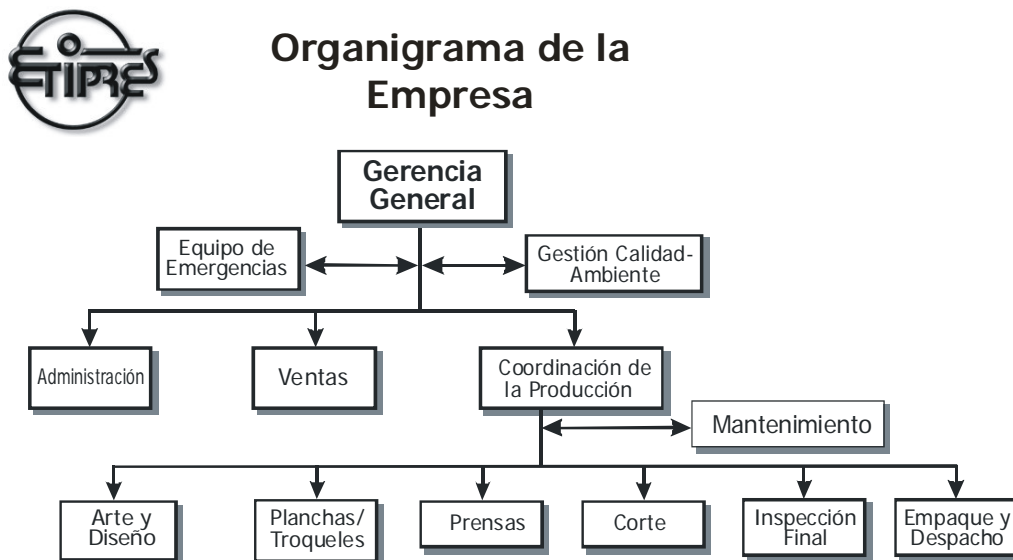 ETIPRES
Organigrama de la
Empresa
Gerencia
General
Equipo de
Emergencias
Gestión Calidad-
Ambiente
Administración
Ventas
Coordinación de
la Producción
Mantenimiento
Arte y
Diseño
Planchas/
Troqueles
Prensas
Corte
Inspección
Final
Empaque y
Despacho